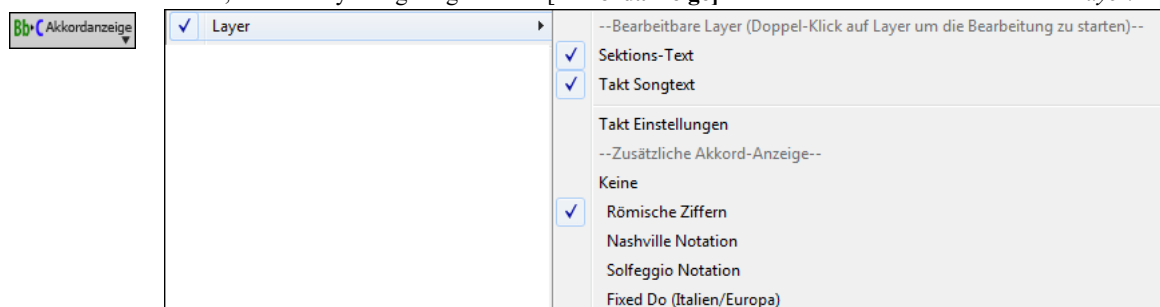 Bb C Akkordanzeige
Layer
--Bearbeitbare Layer (Doppel-Klick auf Layer um die Bearbeitung zu starten)--
Sektions-Text
Takt Songtext
Takt Einstellungen
--Zusätzliche Akkord-Anzeige--
Keine
Römische Ziffern
Nashville Notation
Solfeggio Notation
Fixed Do (Italien/Europa)